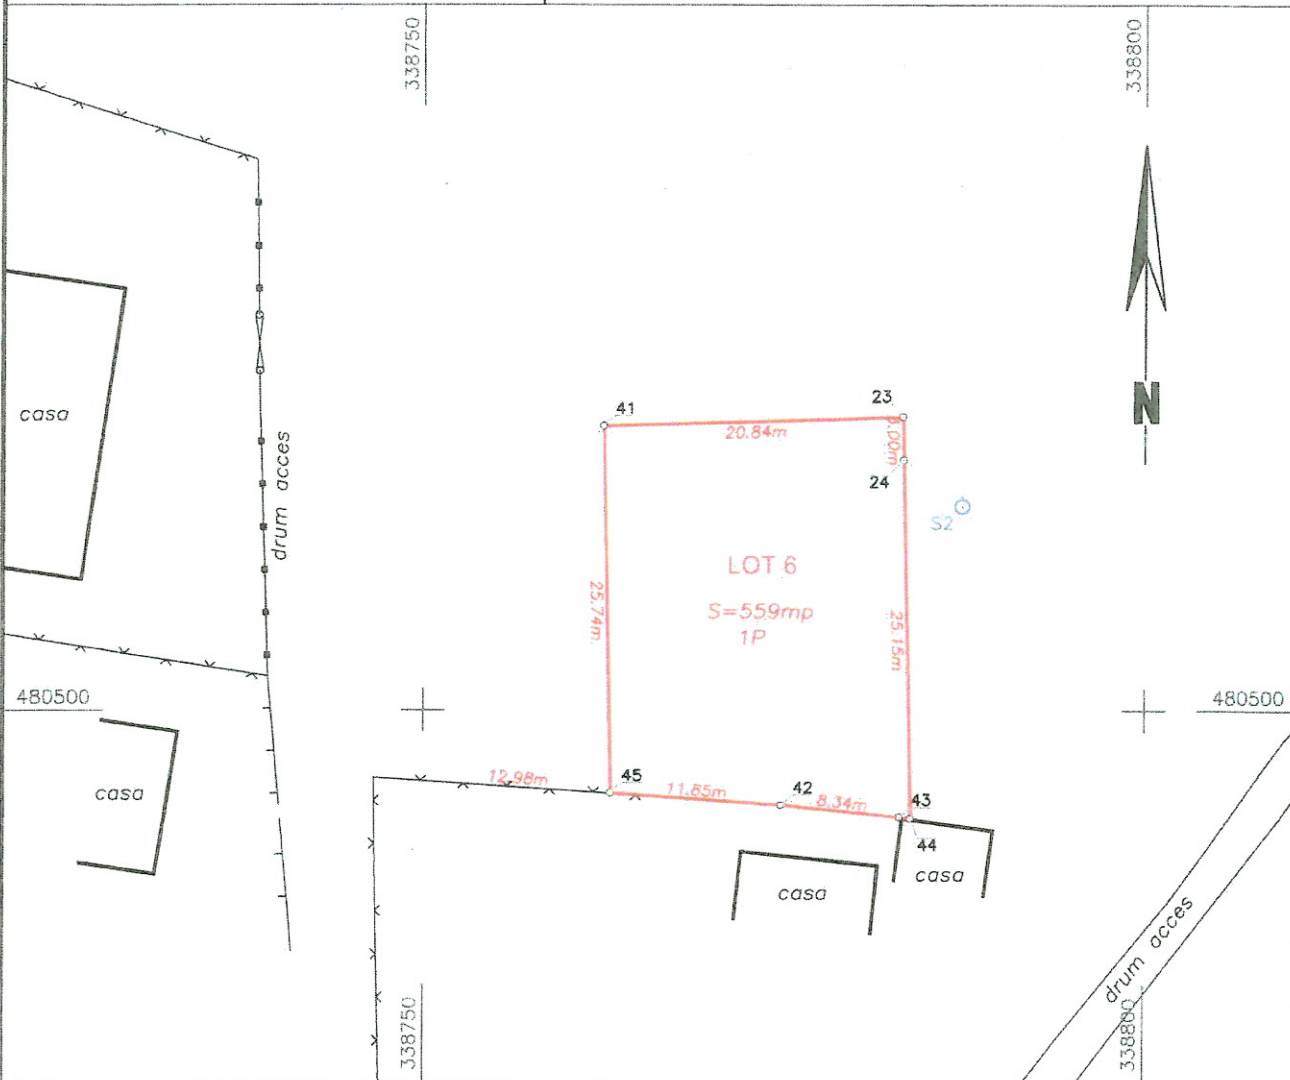 338750
338800
N
23
41
20.84m
3.00m
casa
24
drum acces
S2
LOT 6
S=559mp
1P
25.74m.
25.15m
480500
480500
12.98m
45
11.85m
42
8.34m
43
casa
44
casa
casa
drum acces
338750
338800